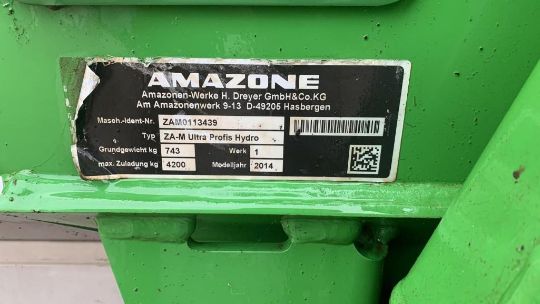 AMAZONE
Amazonen-Werke H. Dreyer GmbH&Co.KG
Am Amazonenwerk 9-13 D-49205 Hasbergen
Masch.-Ident-Nr. ZAM0113439
Typ ZA-M Ultra Profis Hydro
Grundgewicht kg 743 Werk 1
max. Zuladung kg 4200 Modelljahr 2014